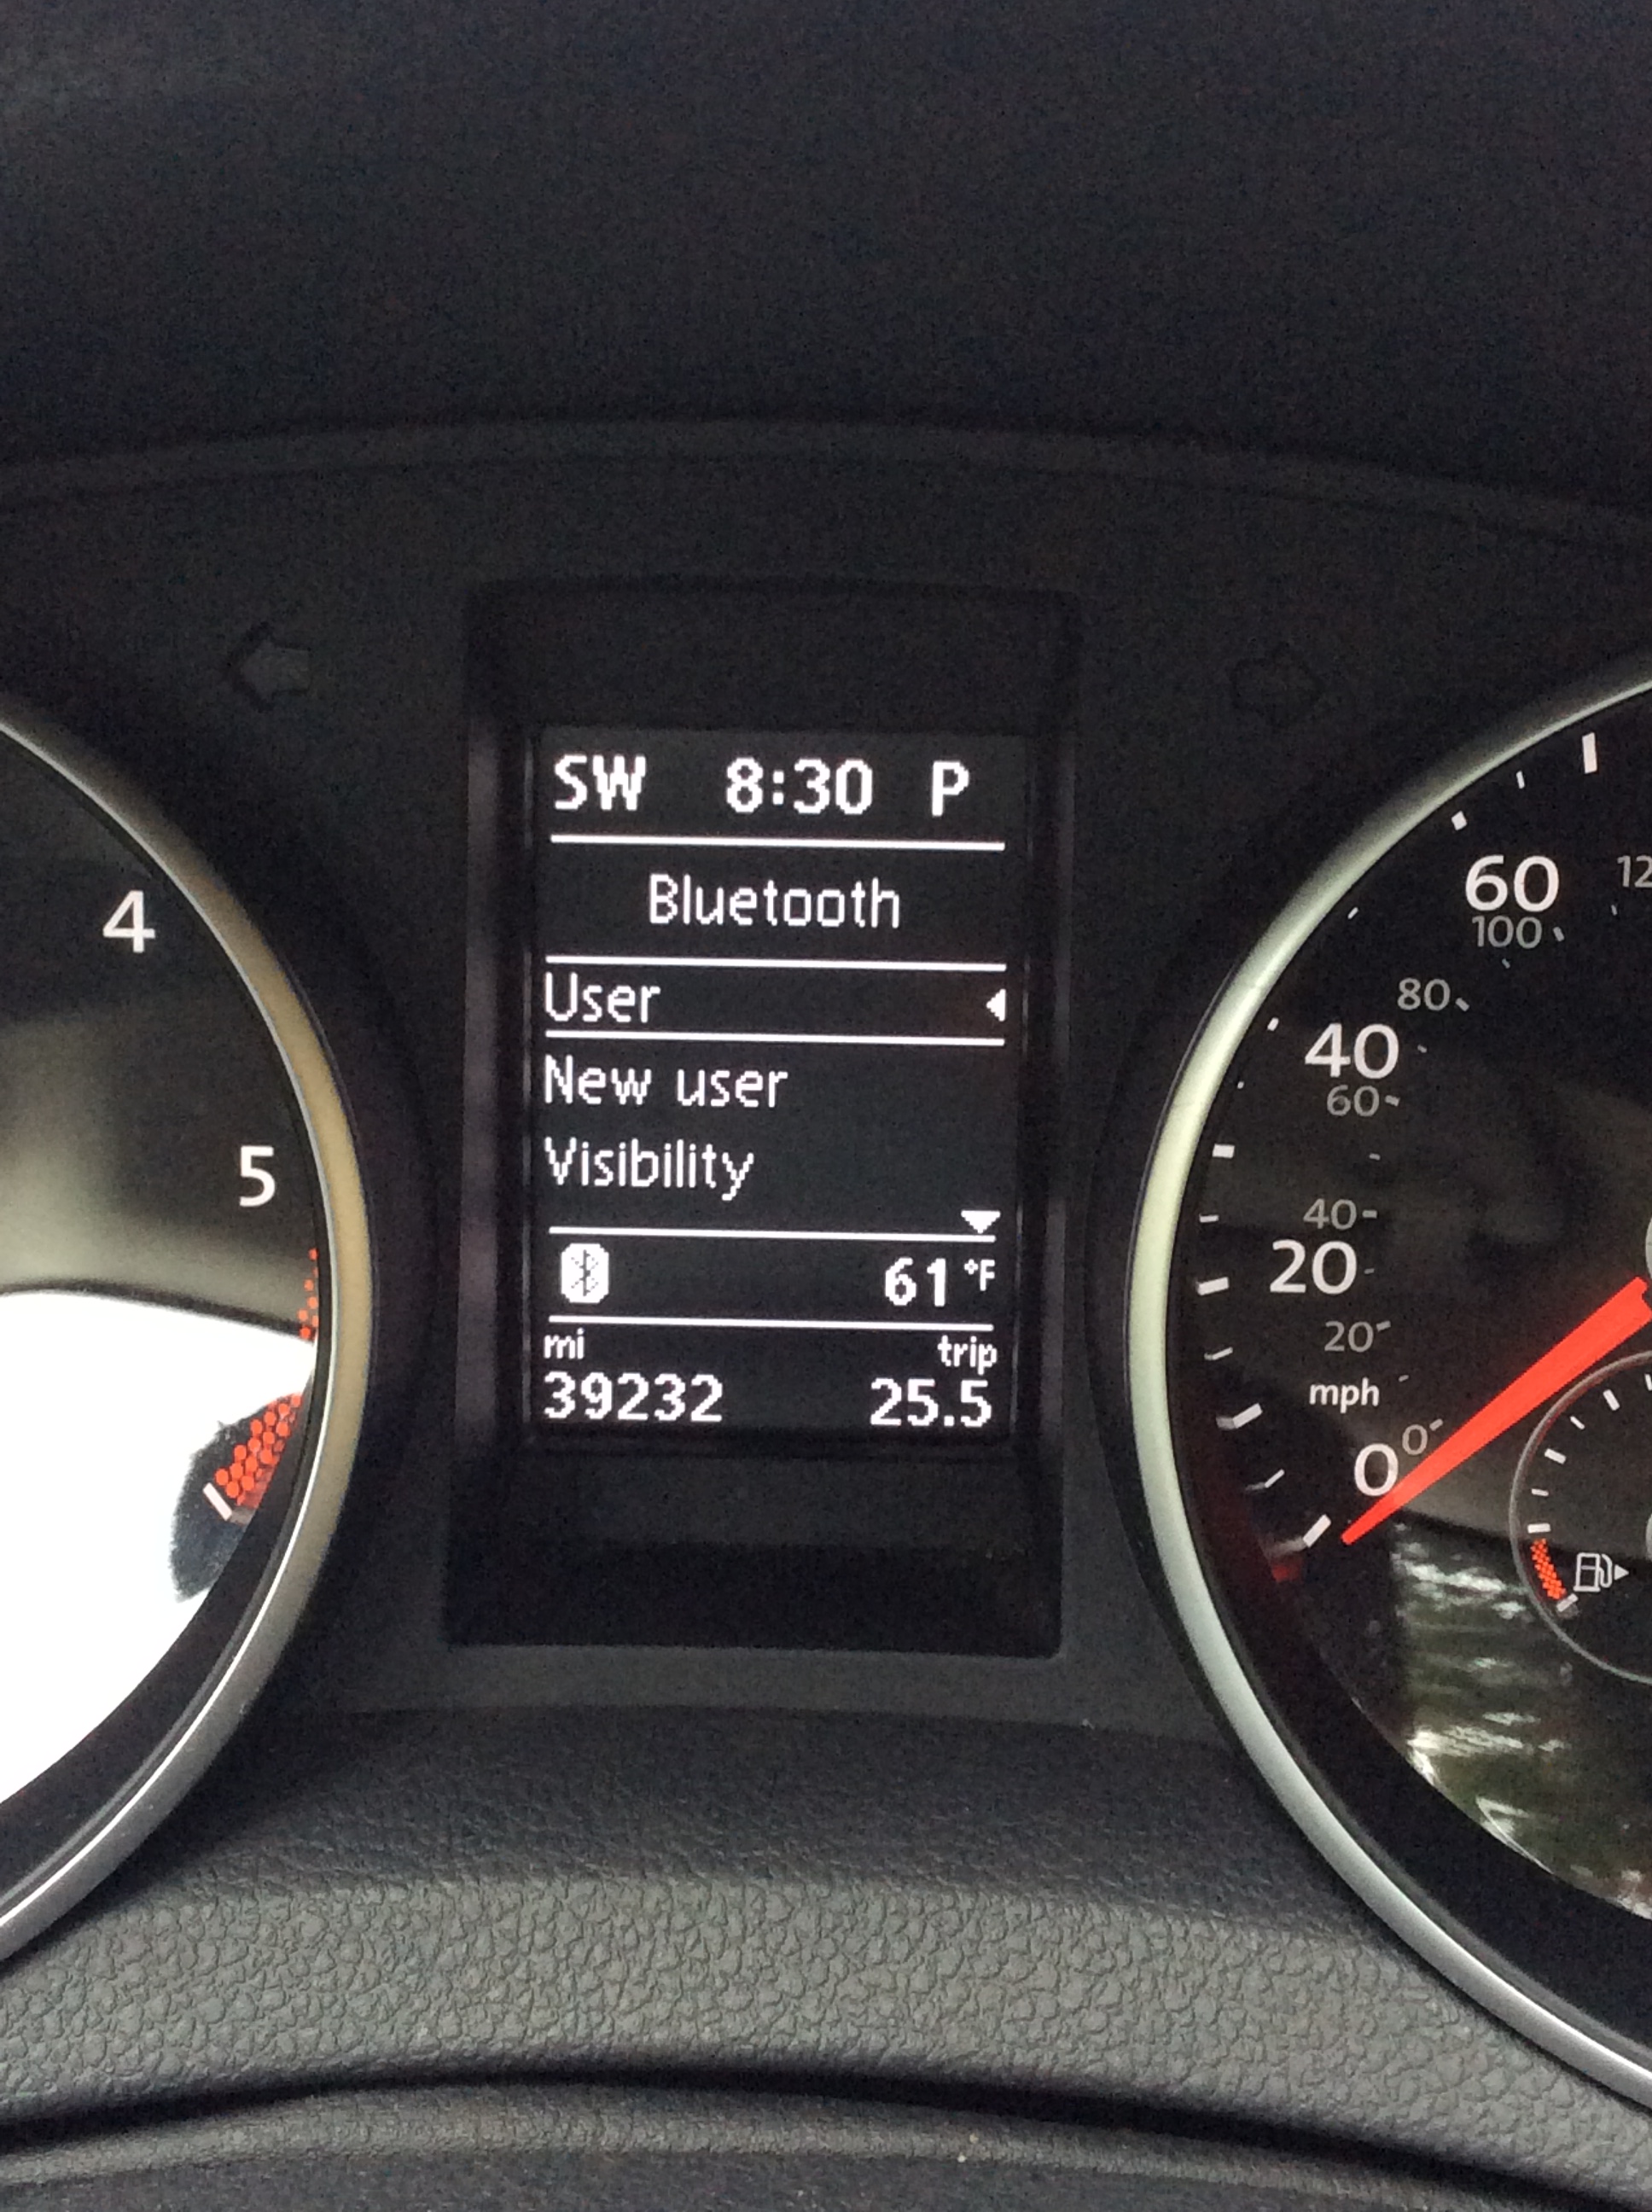 SW 8:30 P
Bluetooth
User
New user
Visibility
61 °F
mi trip
39232 25.5
4
5
60
100
80
40
60
40
20
20
mph
0
0